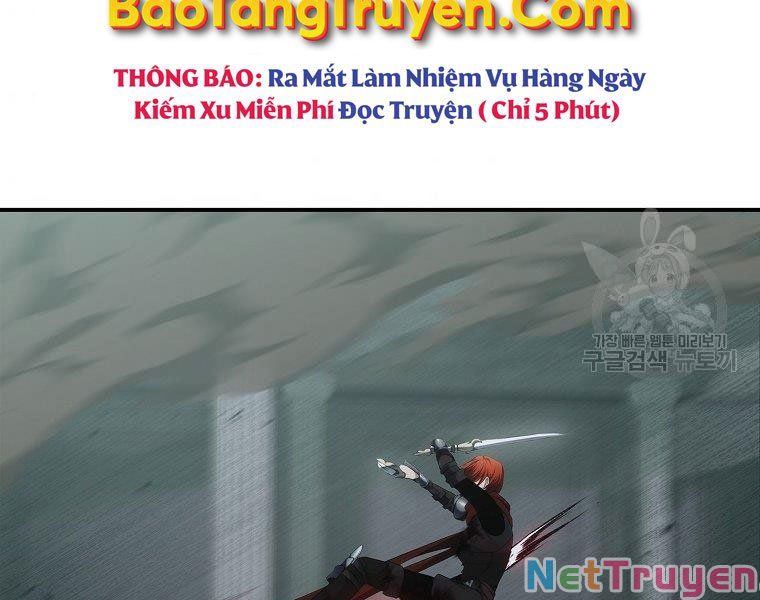 BaoTangTruyen.Com
THÔNG BÁO: Ra Mắt Làm Nhiệm Vụ Hàng Ngày
Kiếm Xu Miễn Phí Đọc Truyện ( Chỉ 5 Phút)
가장 빠른 웹툰 미리보기
구글검색 뉴토끼
NetTruyen